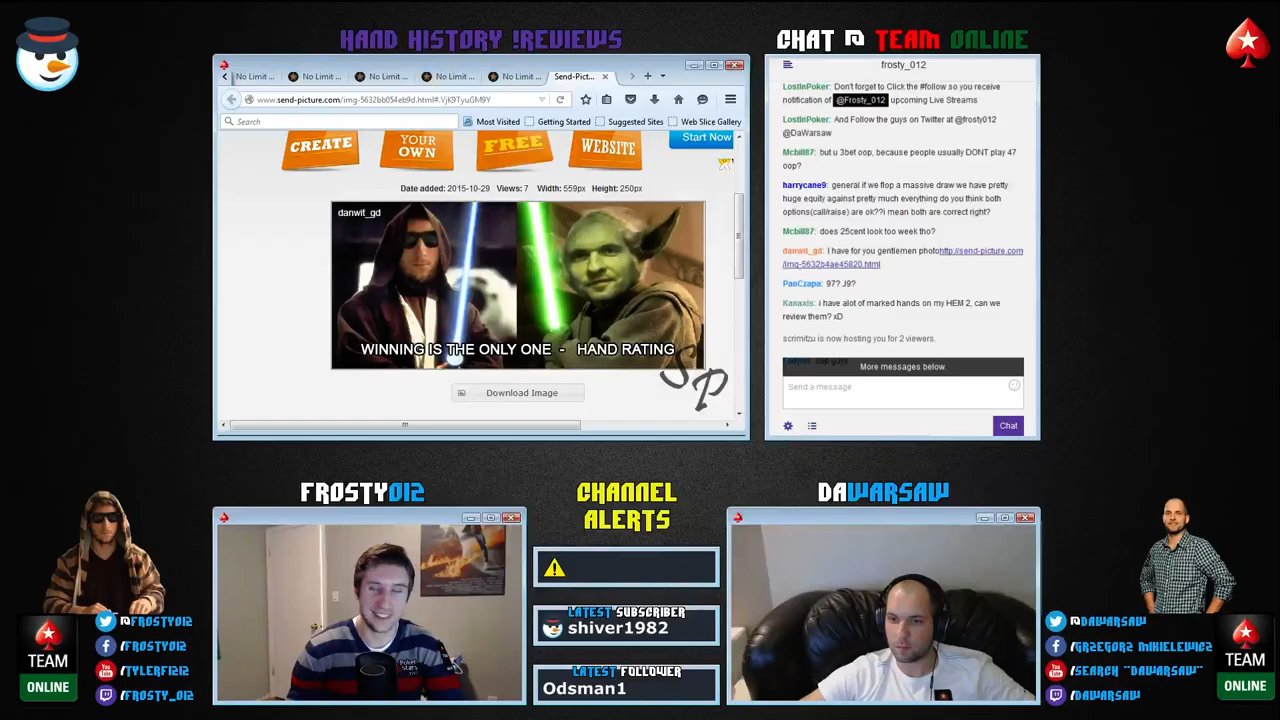 HAND HISTORY !REVIEWS
CHAT @ TEAM ONLINE
No Limit ...
No Limit ...
No Limit ...
No Limit ...
No Limit ...
Send-Pict...
www.send-picture.com/img-5632bb054eb9d.html#.VjK9TyuGM9Y
Search
Most Visited
Getting Started
Suggested Sites
Web Slice Gallery
CREATE
YOUR OWN
FREE
WEBSITE
Start Now
Date added: 2015-10-29 Views: 7 Width: 559px Height: 250px
danwit_gd
WINNING IS THE ONLY ONE - HAND RATING
SP
Download Image
frosty_012
LostInPoker: Don't forget to Click the #follow so you receive
notification of @Frosty_012 upcoming Live Streams
LostInPoker: And Follow the guys on Twitter at @frosty012
@DaWarsaw
Mcbill87: but u 3bet oop, because people usually DONT play 47
oop?
harrycane9: general if we flop a massive draw we have pretty
huge equity against pretty much everything do you think both
options(call/raise) are ok??i mean both are correct right?
Mcbill87: does 25cent look too week tho?
danwit_gd: I have for you gentlemen photohttp://send-picture.com
/img-5632b4ae45820.html
PanCzapa: 97? J9?
Kanaxis: i have alot of marked hands on my HEM 2, can we
review them? xD
scrimitzu is now hosting you for 2 viewers.
More messages below.
Send a message
Chat
FROSTY012
CHANNEL
ALERTS
DAWARSAW
LATEST SUBSCRIBER
shiver1982
LATEST FOLLOWER
Odsman1
TEAM
ONLINE
@FROSTY012
/FROSTY012
/TYLERF1212
/FROSTY_012
@DAWARSAW
/GRZEGORZ MIKIELEWICZ
/SEARCH "DAWARSAW"
/DAWARSAW
TEAM
ONLINE